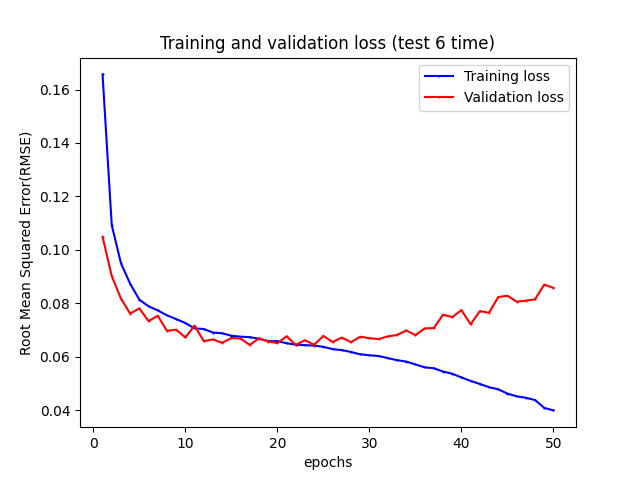 Training and validation loss (test 6 time)
Training loss
Validation loss
Root Mean Squared Error(RMSE)
0.16
0.14
0.12
0.10
0.08
0.06
0.04
0 10 20 30 40 50
epochs